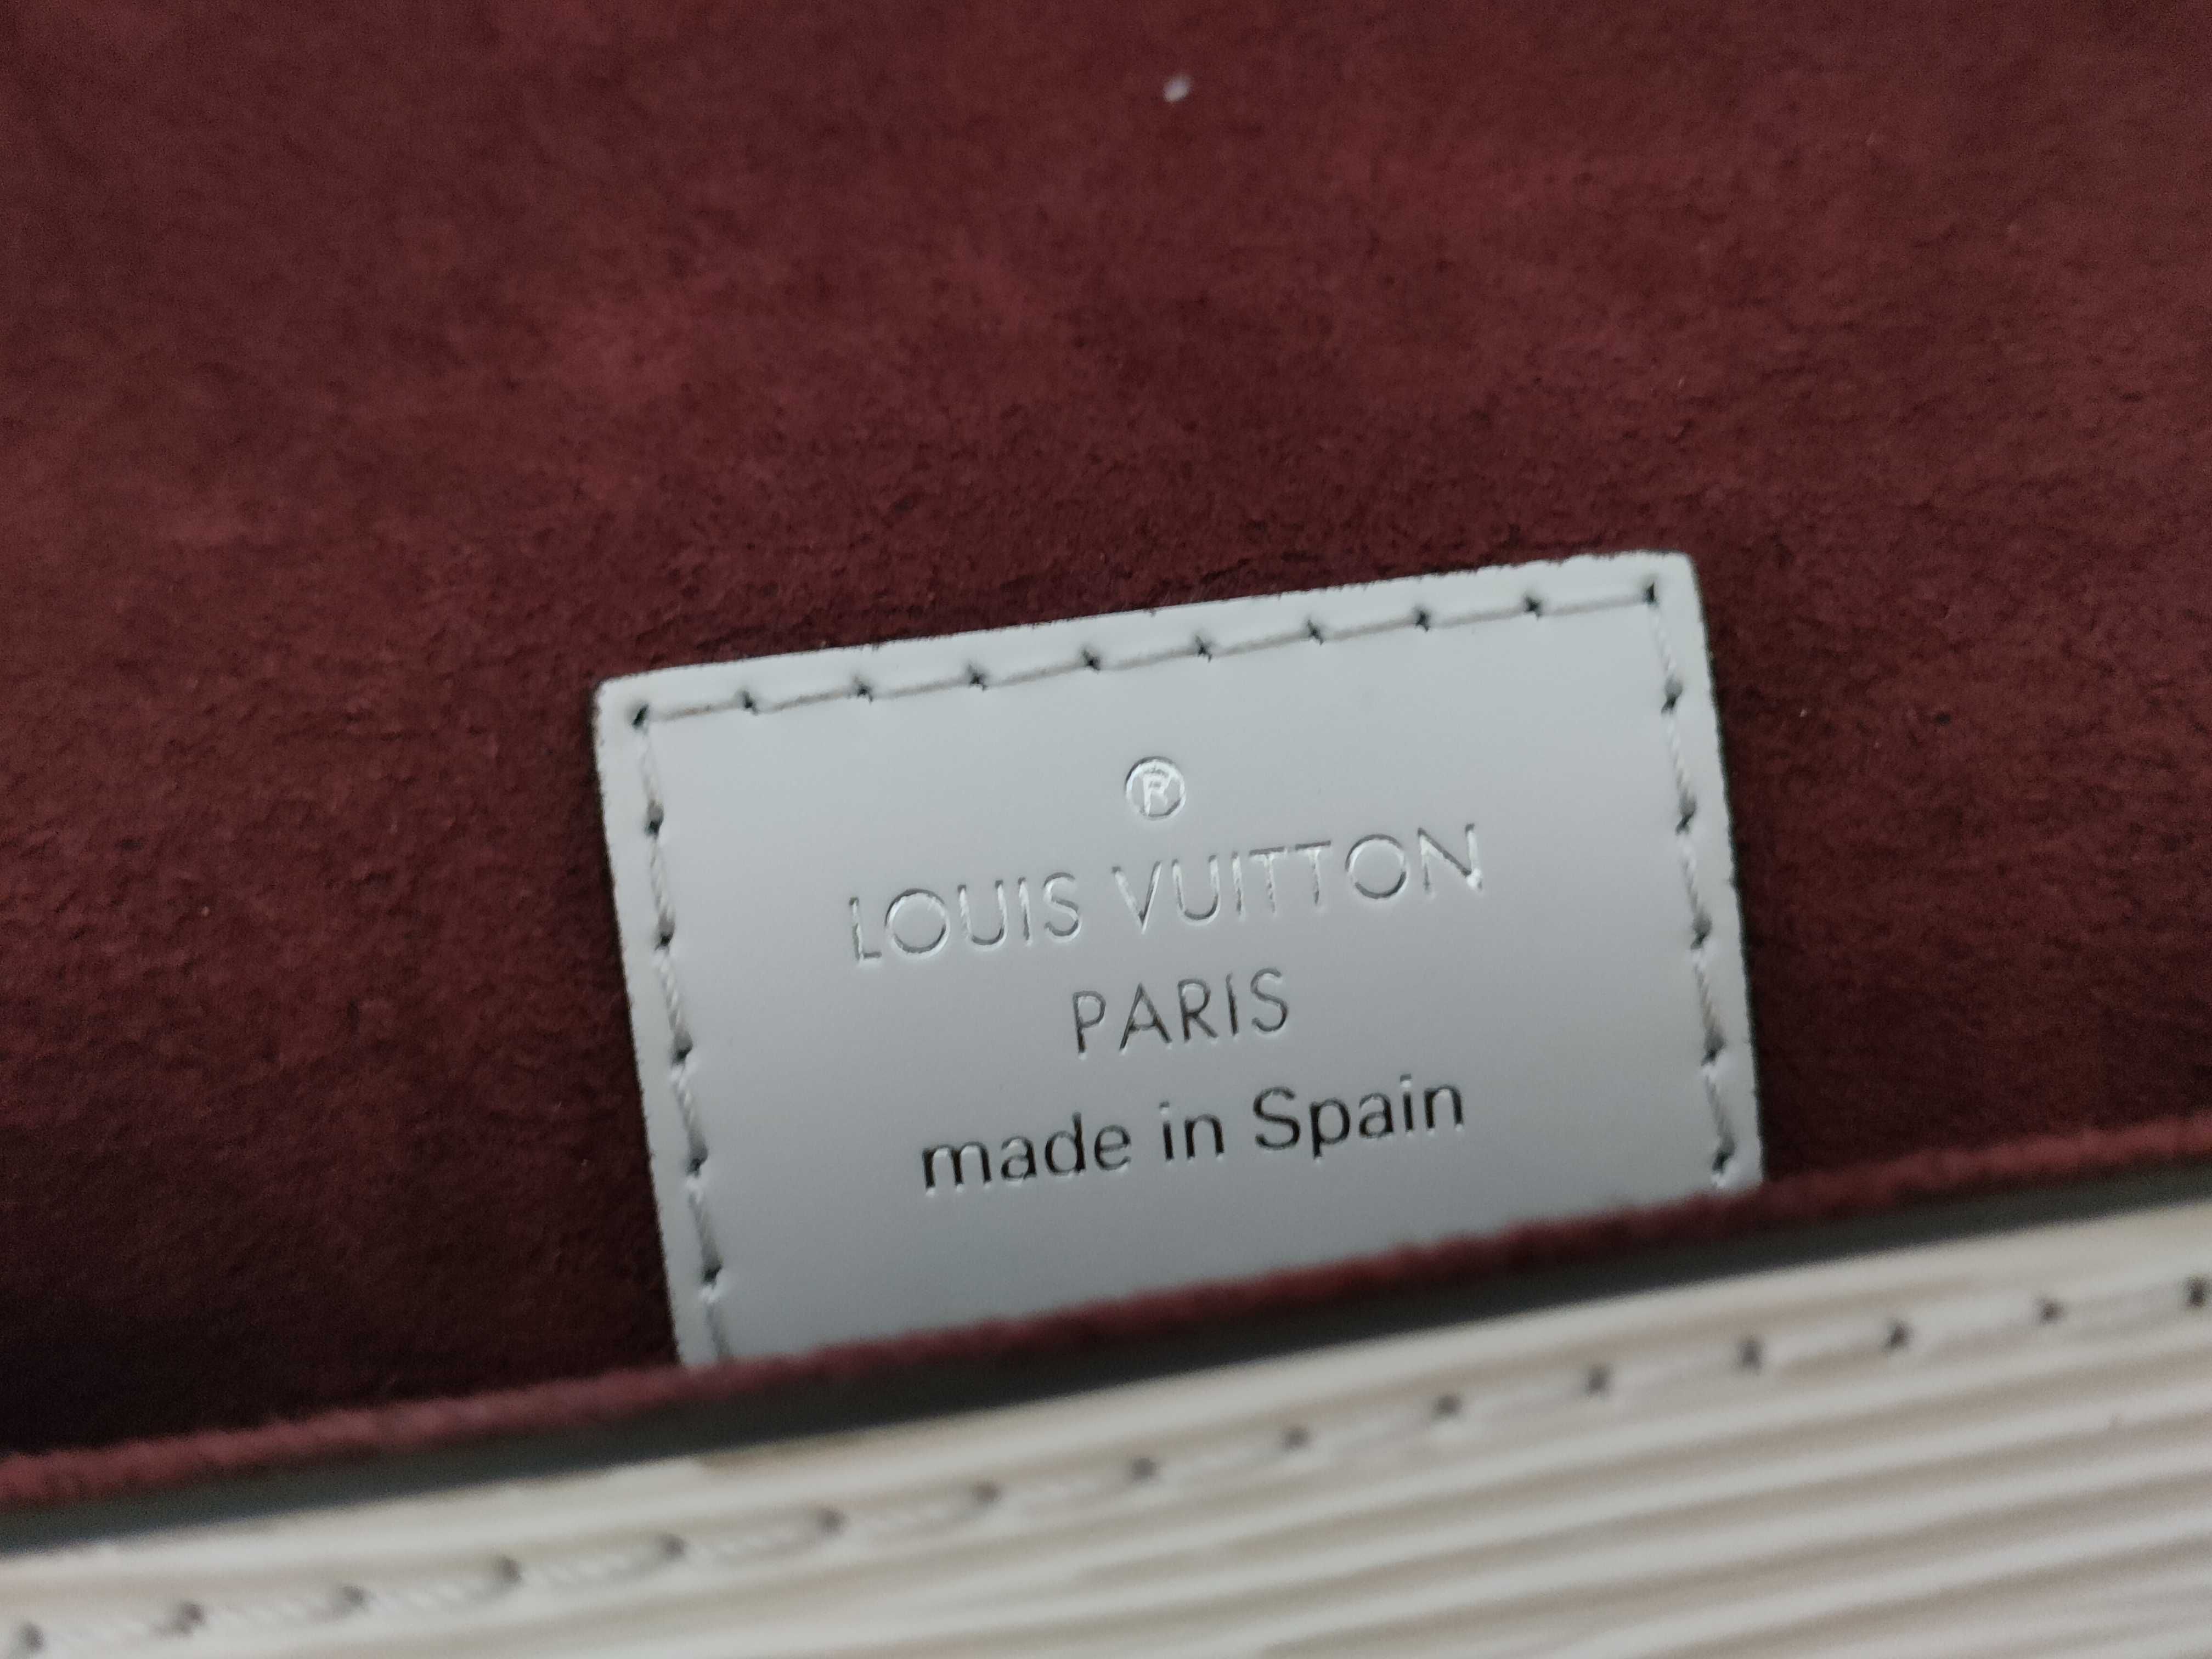 ®
LOUIS VUITTON
PARIS
made in Spain